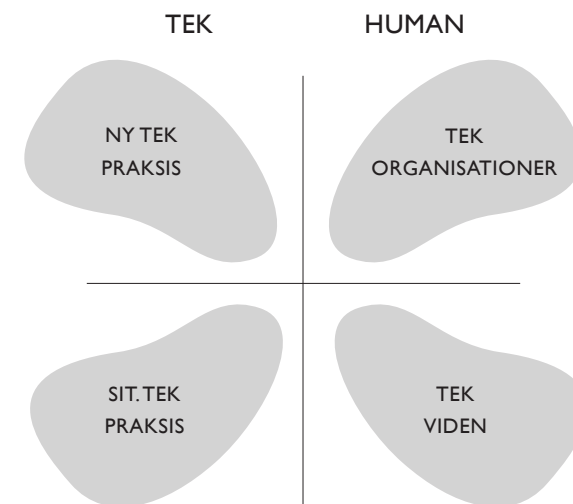 TEK HUMAN
NY TEK
PRAKSIS
TEK
ORGANISATIONER
SIT. TEK
PRAKSIS
TEK
VIDEN